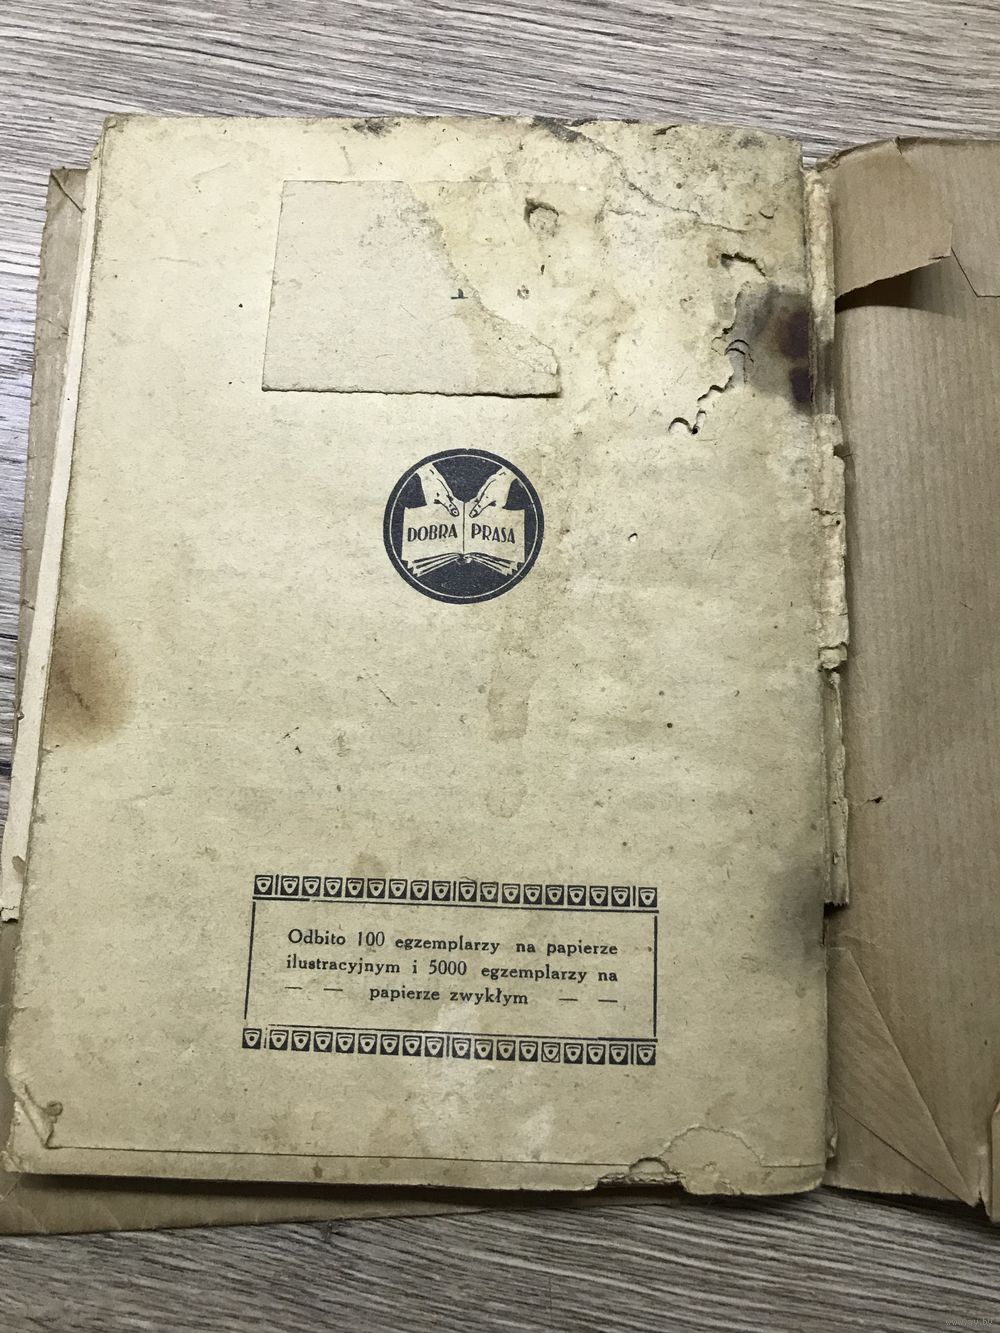 DOBRA PRASA
Odbito 100 egzemplarzy na papierze
ilustracyjnym i 5000 egzemplarzy na
— — papierze zwykłym — —